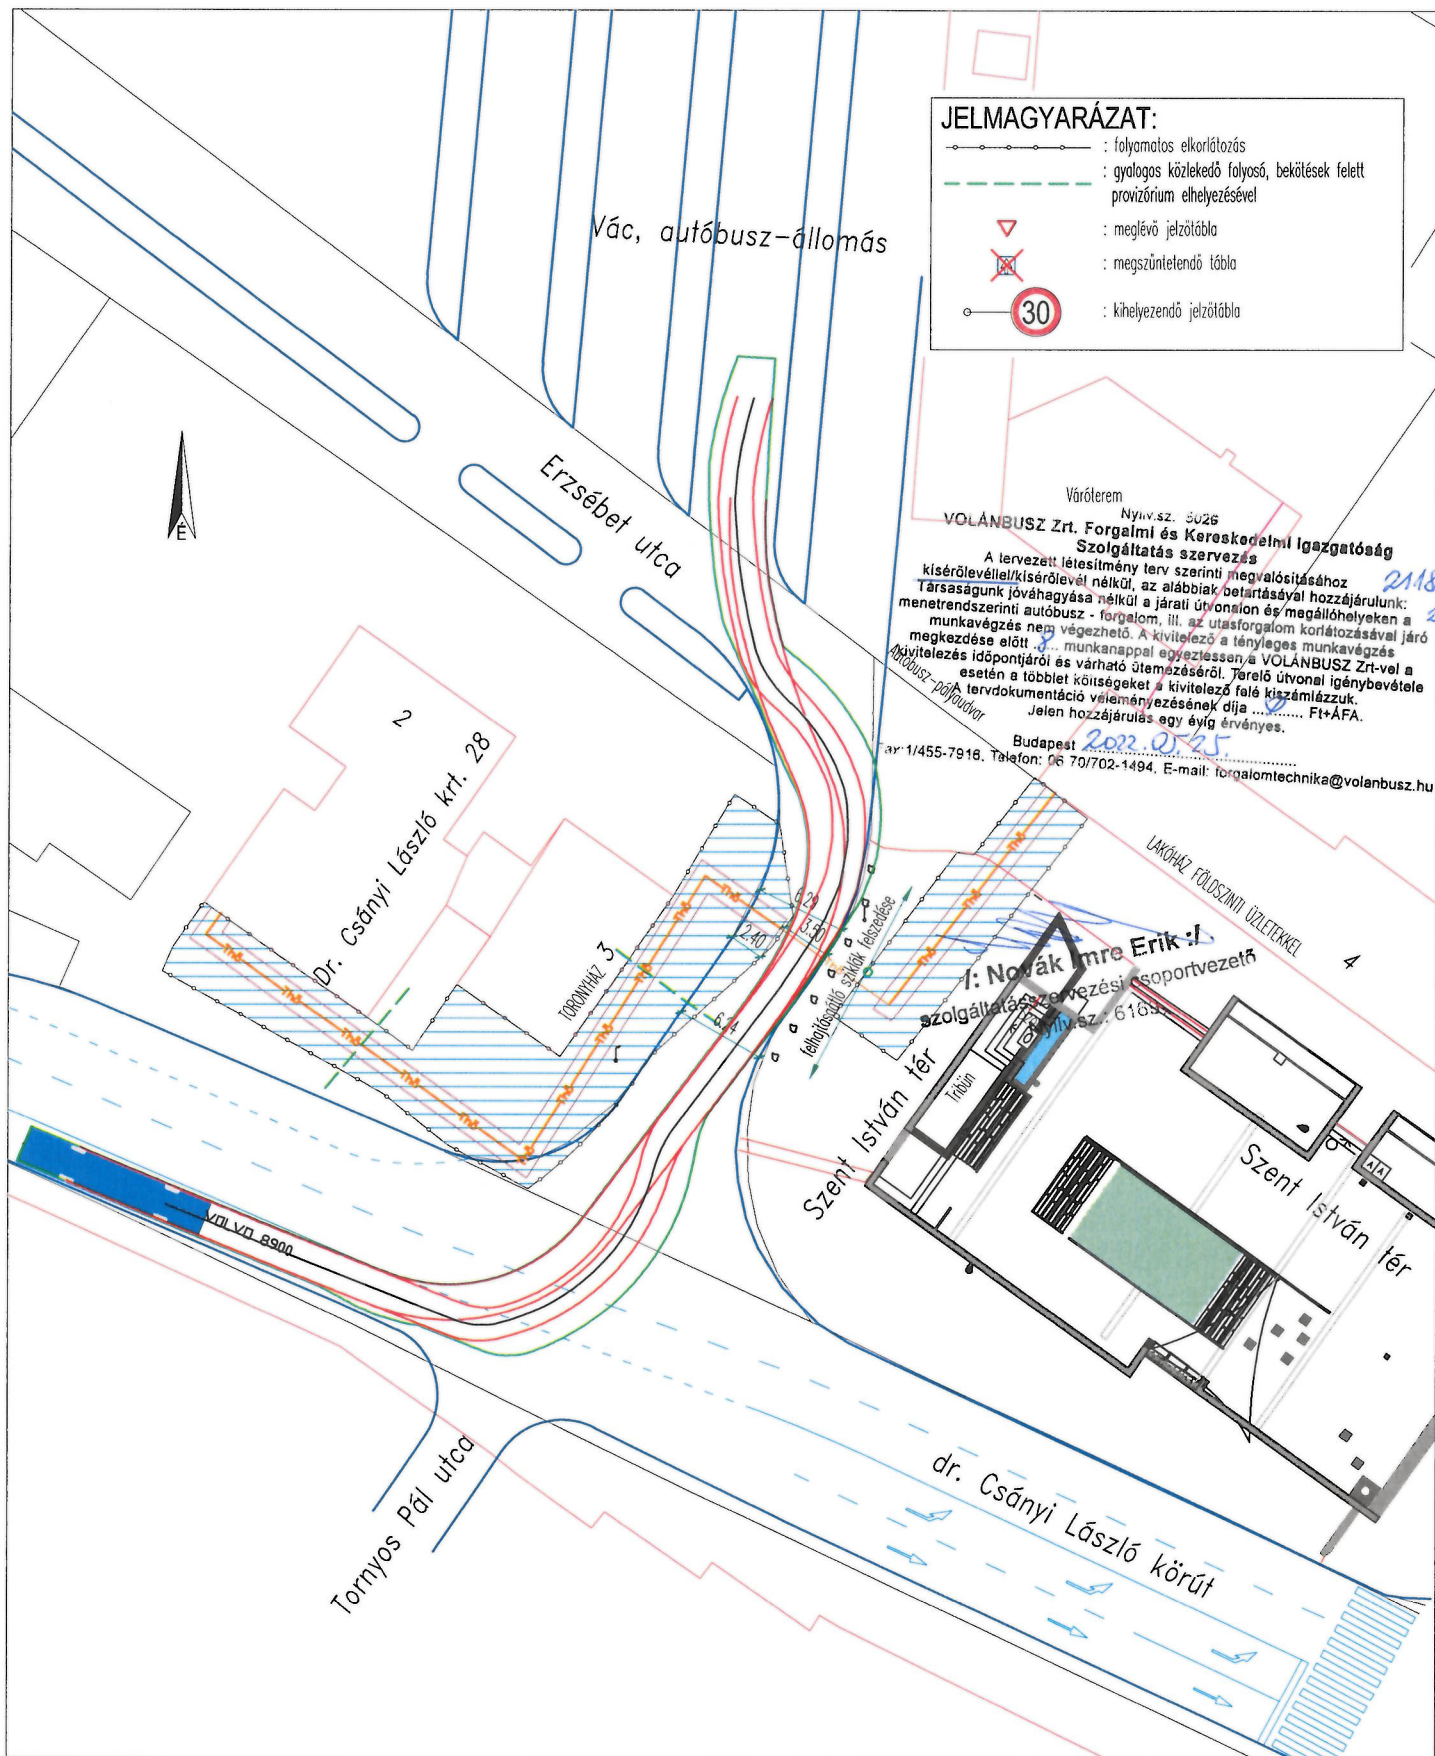 JELMAGYARÁZAT:
: folyamatos elkorlátozás
: gyalogos közlekedő folyosó, bekötések felett
provizórium elhelyezésével
: meglévő jelzőtábla
: megszűntetendő tábla
30
: kihelyezendő jelzőtábla
Vác, autóbusz-állomás
Erzsébet utca
É
Váróterem
Nyilv.sz. 5026
VOLÁNBUSZ Zrt. Forgalmi és Kereskedelmi Igazgatóság
Szolgáltatás szervezés
A tervezett létesítmény terv szerinti megvalósításához
kísérőlevéllel/kísérőlevél nélkül, az alábbiak betartásával hozzájárulunk:
Társaságunk jóváhagyása nélkül a járati útvonalon és megállóhelyeken a
menetrendszerinti autóbusz - forgalom, ill. az utasforgalom korlátozásával járó
munkavégzés nem végezhető. A kivitelező a tényleges munkavégzés
megkezdése előtt .8... munkanappal egyeztessen a VOLÁNBUSZ Zrt-vel a
kivitelezés időpontjáról és várható ütemezéséről. Terelő útvonal igénybevétele
esetén a többlet költségeket a kivitelező felé kiszámlázzuk.
A tervdokumentáció véleményezésének díja .......... Ft+ÁFA.
Jelen hozzájárulás egy évig érvényes.
Budapest 2022. 05. 25.
Fax:1/455-7916, Telefon: 06 70/702-1494, E-mail: forgalomtechnika@volanbusz.hu
2118
Autóbusz-pályaudvar
2
Dr. Csányi László krt. 28
TORONYHÁZ 3
LAKÓHÁZ FÖLDSZINTI ÜZLETEKKEL
4
6.29
3.50
2.40
6.24
felhajtásgátló sziklák felszedése
/: Novák Imre Erik :/
szolgáltatásszervezési csoportvezető
Nyilv.sz.: 6185
Szent István tér
Tribün
Szent István tér
VOLVO 8900
Tornyos Pál utca
dr. Csányi László körút